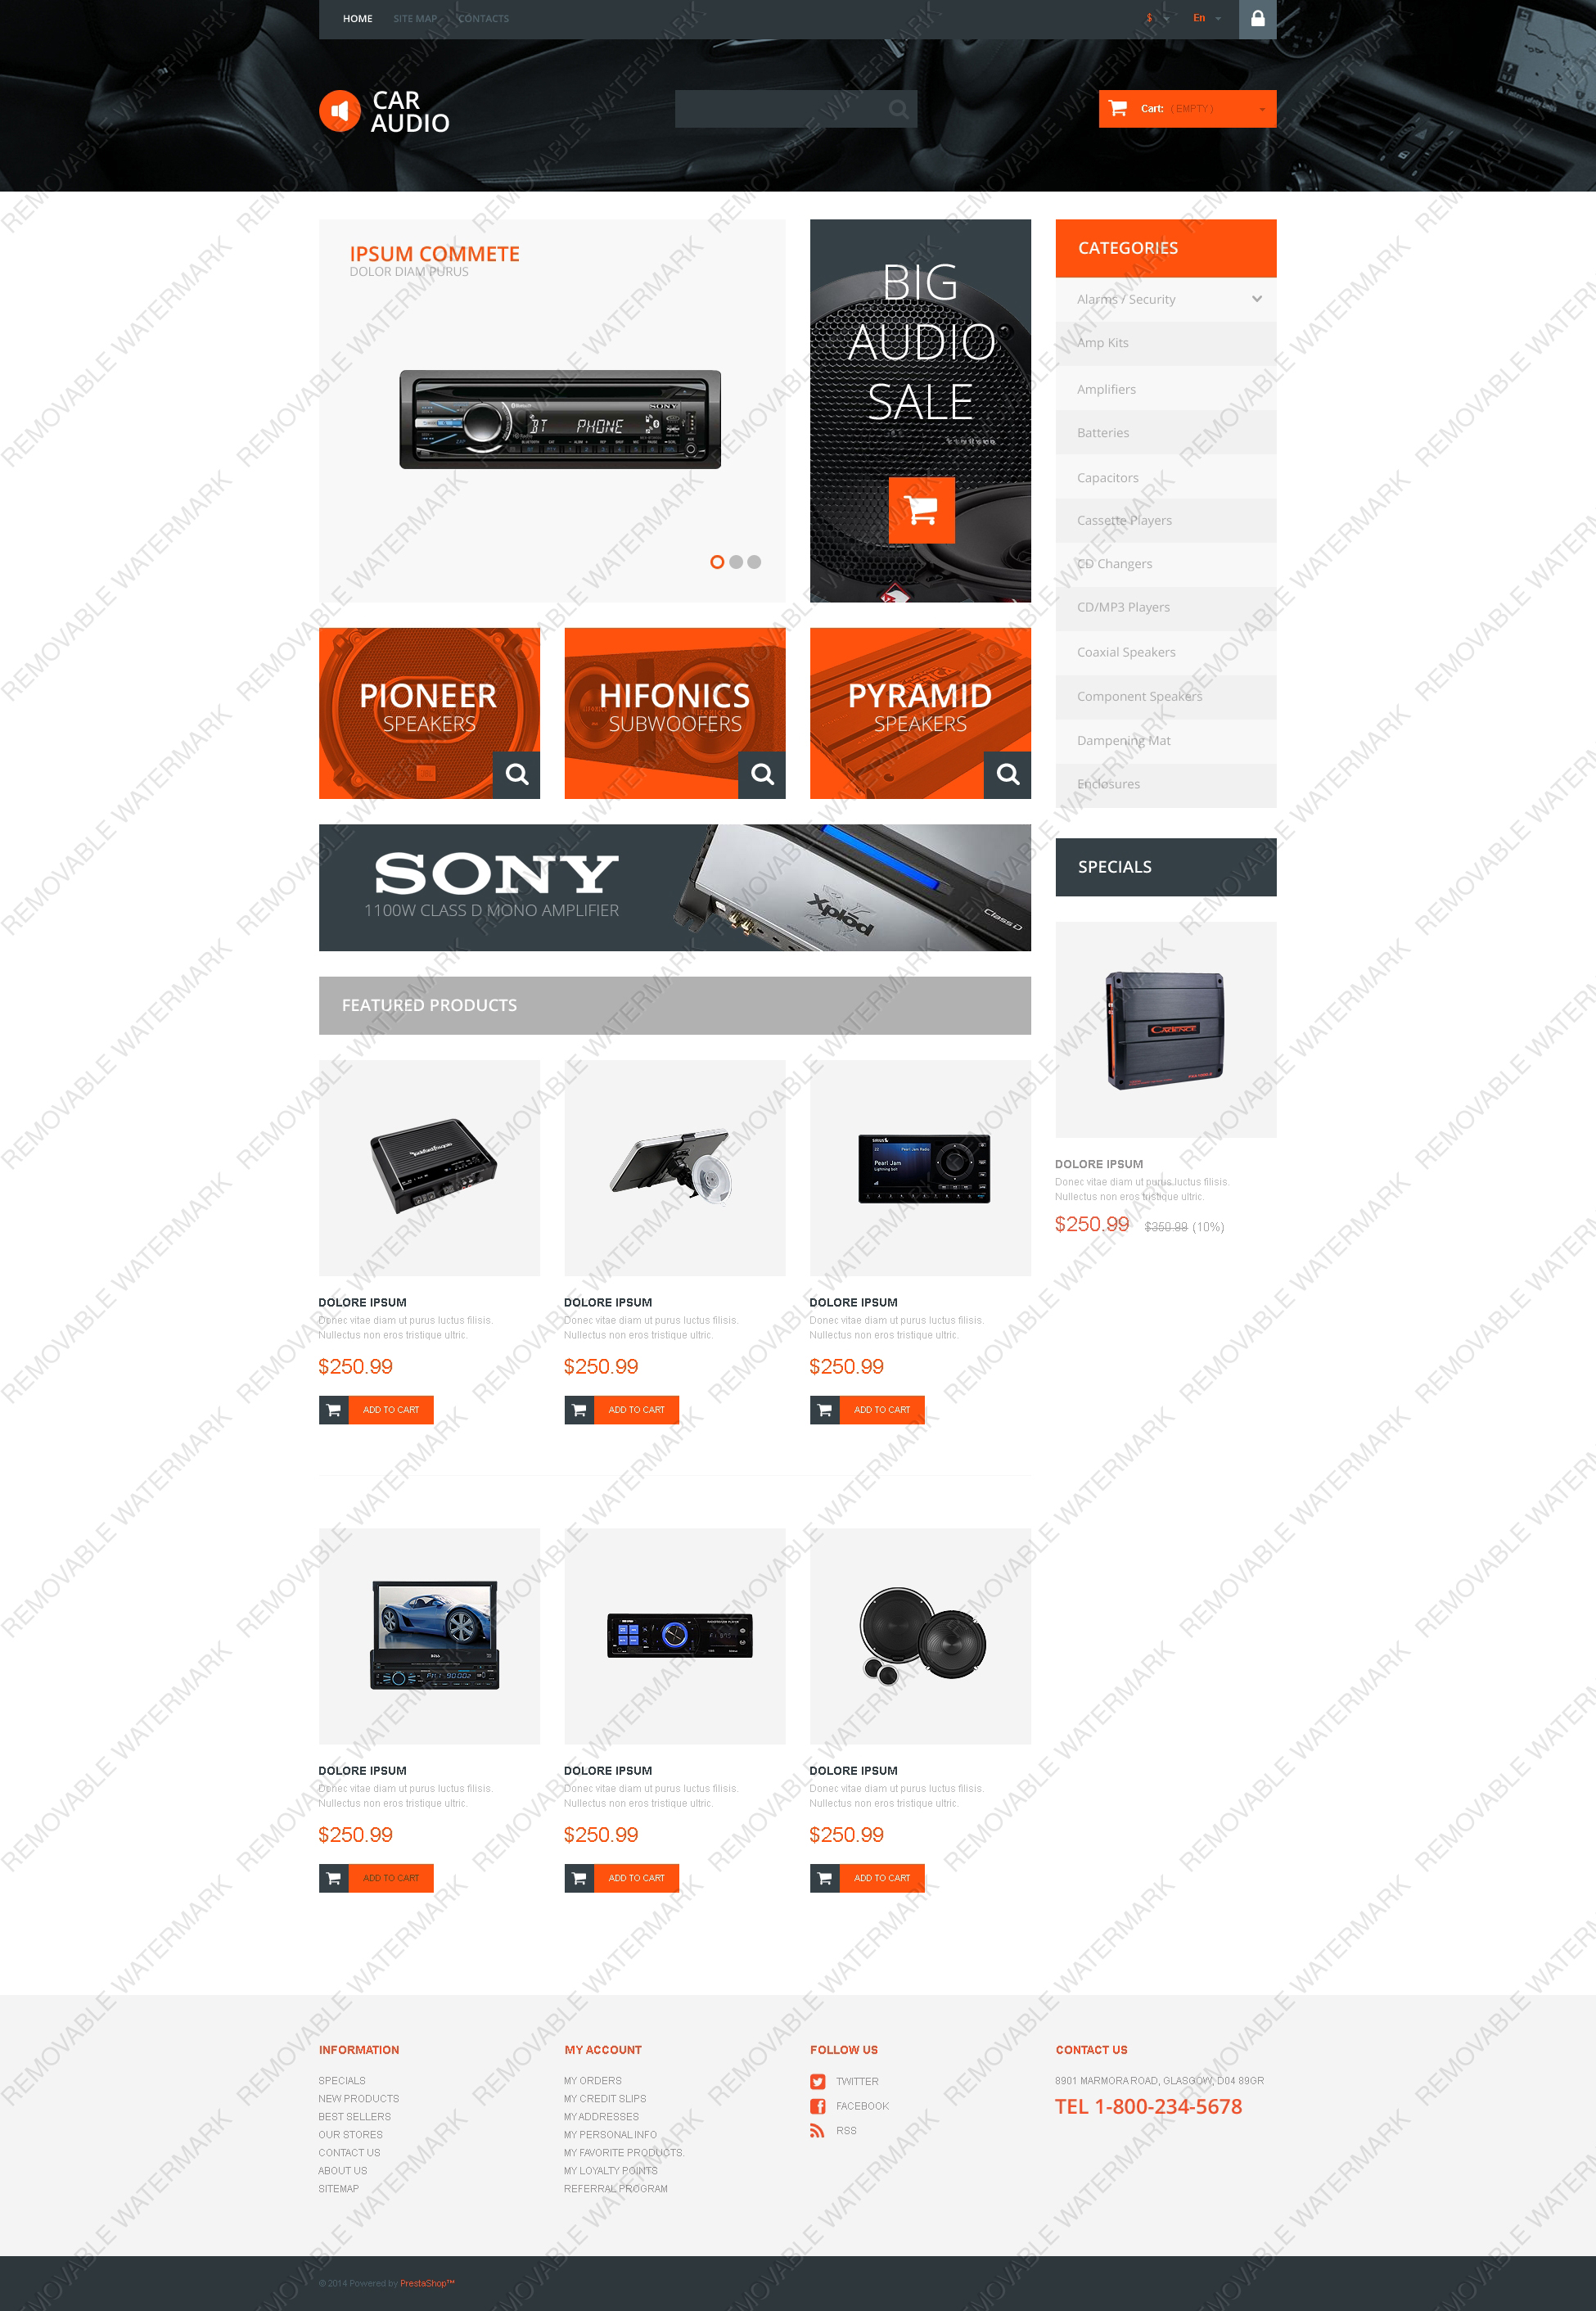 HOME SITE MAP CONTACTS $ En
CAR
AUDIO
Cart: ( EMPTY )
IPSUM COMMETE
DOLOR DIAM PURUS
SONY
BT PHONE
BIG
AUDIO
SALE
CATEGORIES
Alarms / Security
Amp Kits
Amplifiers
Batteries
Capacitors
Cassette Players
CD Changers
CD/MP3 Players
Coaxial Speakers
Component Speakers
Dampening Mat
Enclosures
PIONEER
SPEAKERS
HIFONICS
SUBWOOFERS
PYRAMID
SPEAKERS
SONY
1100W CLASS D MONO AMPLIFIER
Xplod
Class D
SPECIALS
CADENCE
DOLORE IPSUM
Donec vitae diam ut purus luctus filisis.
Nullectus non eros tristique ultric.
$250.99 $350.99 (10%)
FEATURED PRODUCTS
SIRIUS
Pearl Jam
DOLORE IPSUM
Donec vitae diam ut purus luctus filisis.
Nullectus non eros tristique ultric.
$250.99
ADD TO CART
DOLORE IPSUM
Donec vitae diam ut purus luctus filisis.
Nullectus non eros tristique ultric.
$250.99
ADD TO CART
DOLORE IPSUM
Donec vitae diam ut purus luctus filisis.
Nullectus non eros tristique ultric.
$250.99
ADD TO CART
DOLORE IPSUM
Donec vitae diam ut purus luctus filisis.
Nullectus non eros tristique ultric.
$250.99
ADD TO CART
DOLORE IPSUM
Donec vitae diam ut purus luctus filisis.
Nullectus non eros tristique ultric.
$250.99
ADD TO CART
DOLORE IPSUM
Donec vitae diam ut purus luctus filisis.
Nullectus non eros tristique ultric.
$250.99
ADD TO CART
INFORMATION
SPECIALS
NEW PRODUCTS
BEST SELLERS
OUR STORES
CONTACT US
ABOUT US
SITEMAP
MY ACCOUNT
MY ORDERS
MY CREDIT SLIPS
MY ADDRESSES
MY PERSONAL INFO
MY FAVORITE PRODUCTS.
MY LOYALTY POINTS
REFERRAL PROGRAM
FOLLOW US
TWITTER
FACEBOOK
RSS
CONTACT US
8901 MARMORA ROAD, GLASGOW, D04 89GR
TEL 1-800-234-5678
© 2014 Powered by PrestaShop™
REMOVABLE WATERMARK